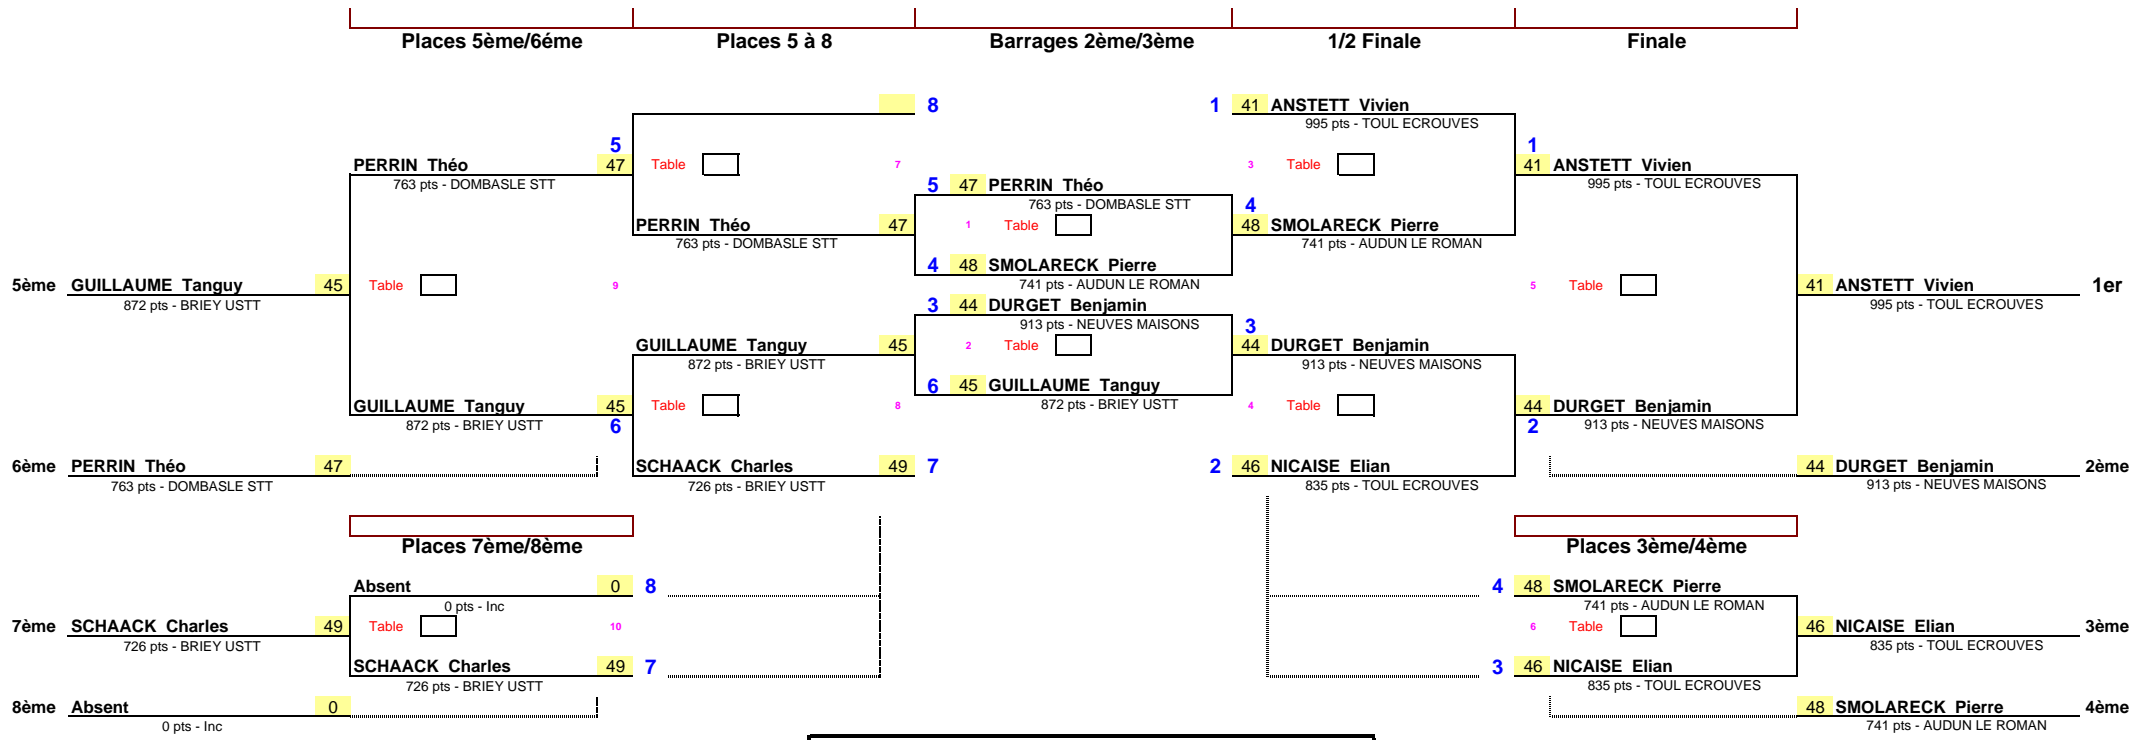 Places 5ème/6éme Places 5 à 8 Barrages 2ème/3ème 1/2 Finale Finale
8 1 41 ANSTETT Vivien
995 pts - TOUL ECROUVES
5 1
PERRIN Théo 47 Table 7 3 Table 41 ANSTETT Vivien
763 pts - DOMBASLE STT 5 47 PERRIN Théo 995 pts - TOUL ECROUVES
763 pts - DOMBASLE STT 4
PERRIN Théo 47 1 Table 48 SMOLARECK Pierre
763 pts - DOMBASLE STT 741 pts - AUDUN LE ROMAN
4 48 SMOLARECK Pierre
5ème GUILLAUME Tanguy 45 Table 9 741 pts - AUDUN LE ROMAN 5 Table 41 ANSTETT Vivien 1er
872 pts - BRIEY USTT 3 44 DURGET Benjamin 995 pts - TOUL ECROUVES
913 pts - NEUVES MAISONS 3
GUILLAUME Tanguy 45 2 Table 44 DURGET Benjamin
872 pts - BRIEY USTT 913 pts - NEUVES MAISONS
6 45 GUILLAUME Tanguy
GUILLAUME Tanguy 45 Table 8 872 pts - BRIEY USTT 4 Table 44 DURGET Benjamin
872 pts - BRIEY USTT 6 2 913 pts - NEUVES MAISONS
6ème PERRIN Théo 47 SCHAACK Charles 49 7 2 46 NICAISE Elian 44 DURGET Benjamin 2ème
763 pts - DOMBASLE STT 726 pts - BRIEY USTT 835 pts - TOUL ECROUVES 913 pts - NEUVES MAISONS
Places 7ème/8ème Places 3ème/4ème
Absent 0 8 4 48 SMOLARECK Pierre
0 pts - Inc 741 pts - AUDUN LE ROMAN
7ème SCHAACK Charles 49 Table 10 6 Table 46 NICAISE Elian 3ème
726 pts - BRIEY USTT 835 pts - TOUL ECROUVES
SCHAACK Charles 49 7 3 46 NICAISE Elian
726 pts - BRIEY USTT 835 pts - TOUL ECROUVES
8ème Absent 0 48 SMOLARECK Pierre 4ème
0 pts - Inc 741 pts - AUDUN LE ROMAN